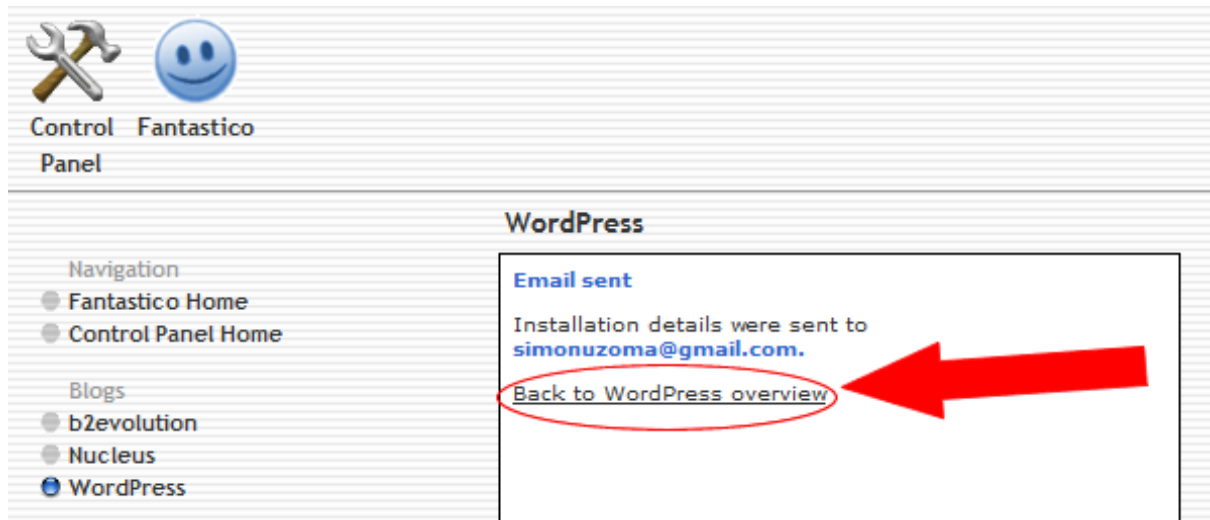 Control Fantastico
Panel
WordPress
Navigation
Fantastico Home
Control Panel Home
Blogs
b2evolution
Nucleus
WordPress
Email sent
Installation details were sent to
simonuzoma@gmail.com.
Back to WordPress overview